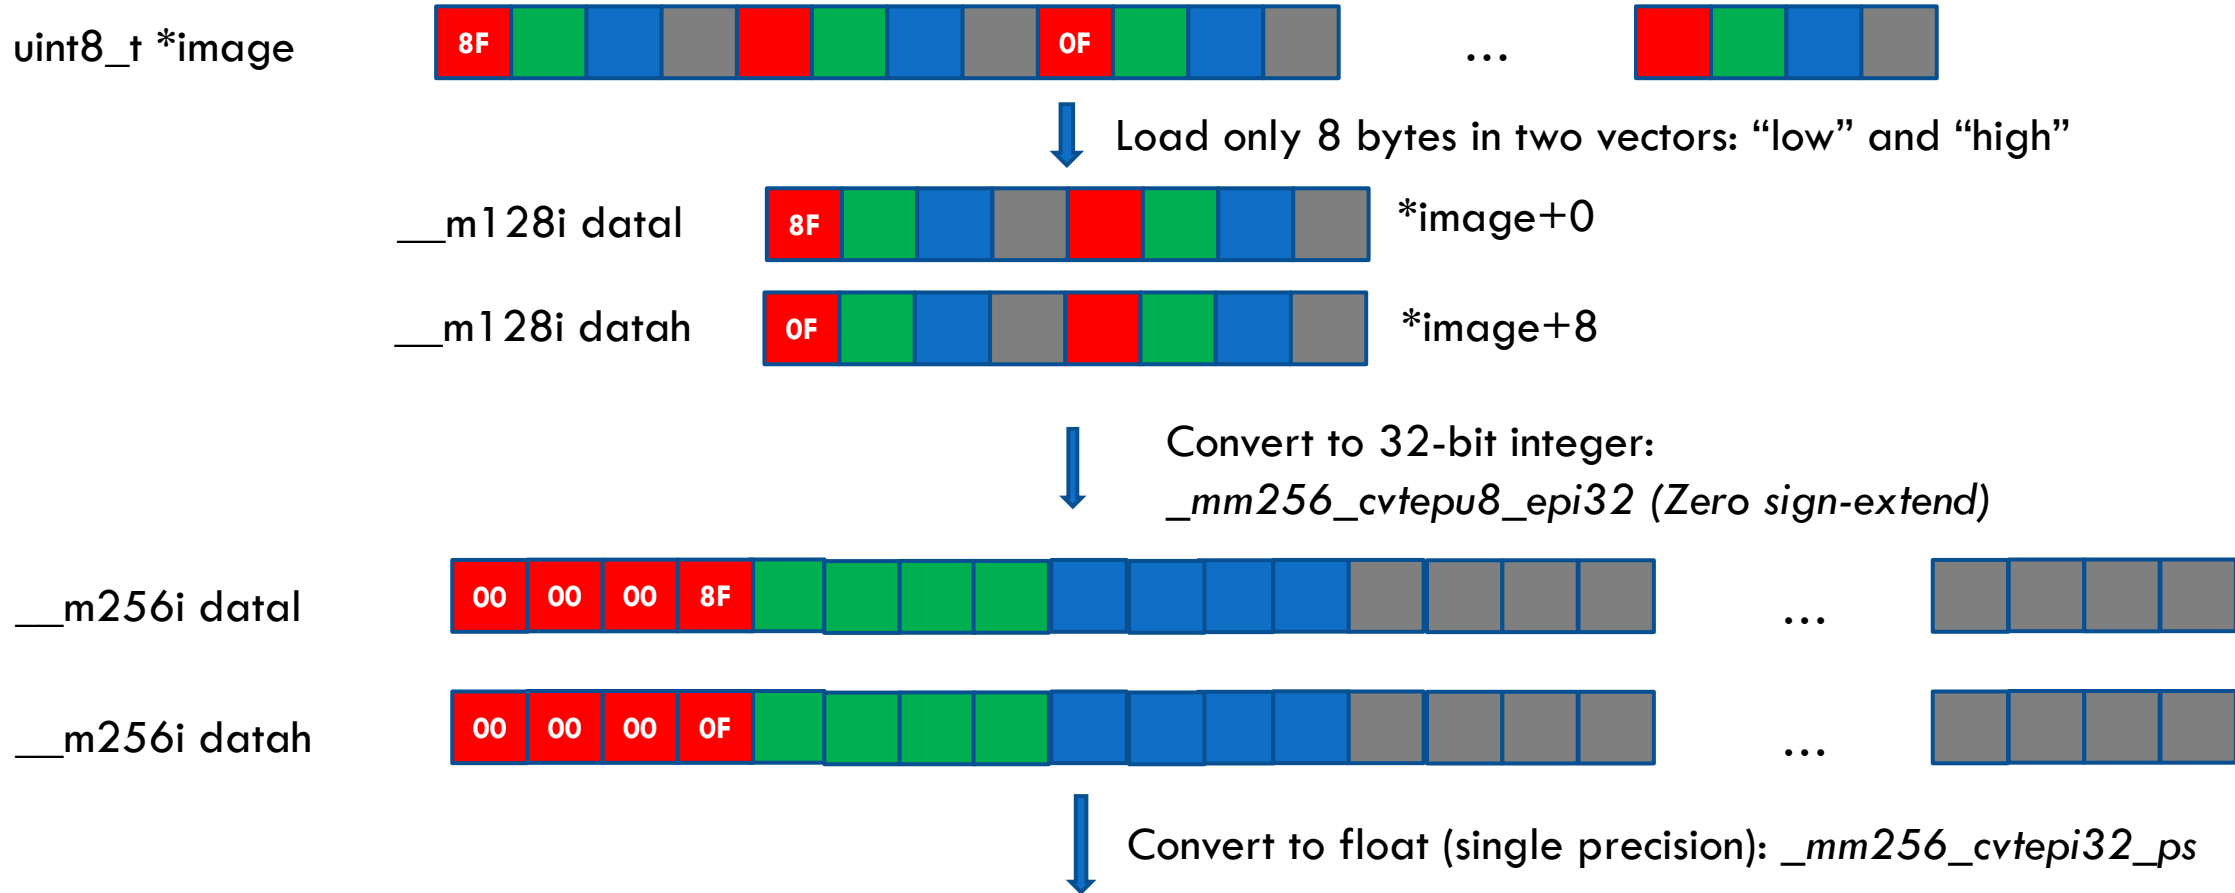 uint8_t *image 8F 0F ...
Load only 8 bytes in two vectors: “low” and “high”
__m128i datal 8F *image+0
__m128i datah 0F *image+8
Convert to 32-bit integer:
_mm256_cvtepu8_epi32 (Zero sign-extend)
__m256i datal 00 00 00 8F ...
__m256i datah 00 00 00 0F ...
Convert to float (single precision): _mm256_cvtepi32_ps